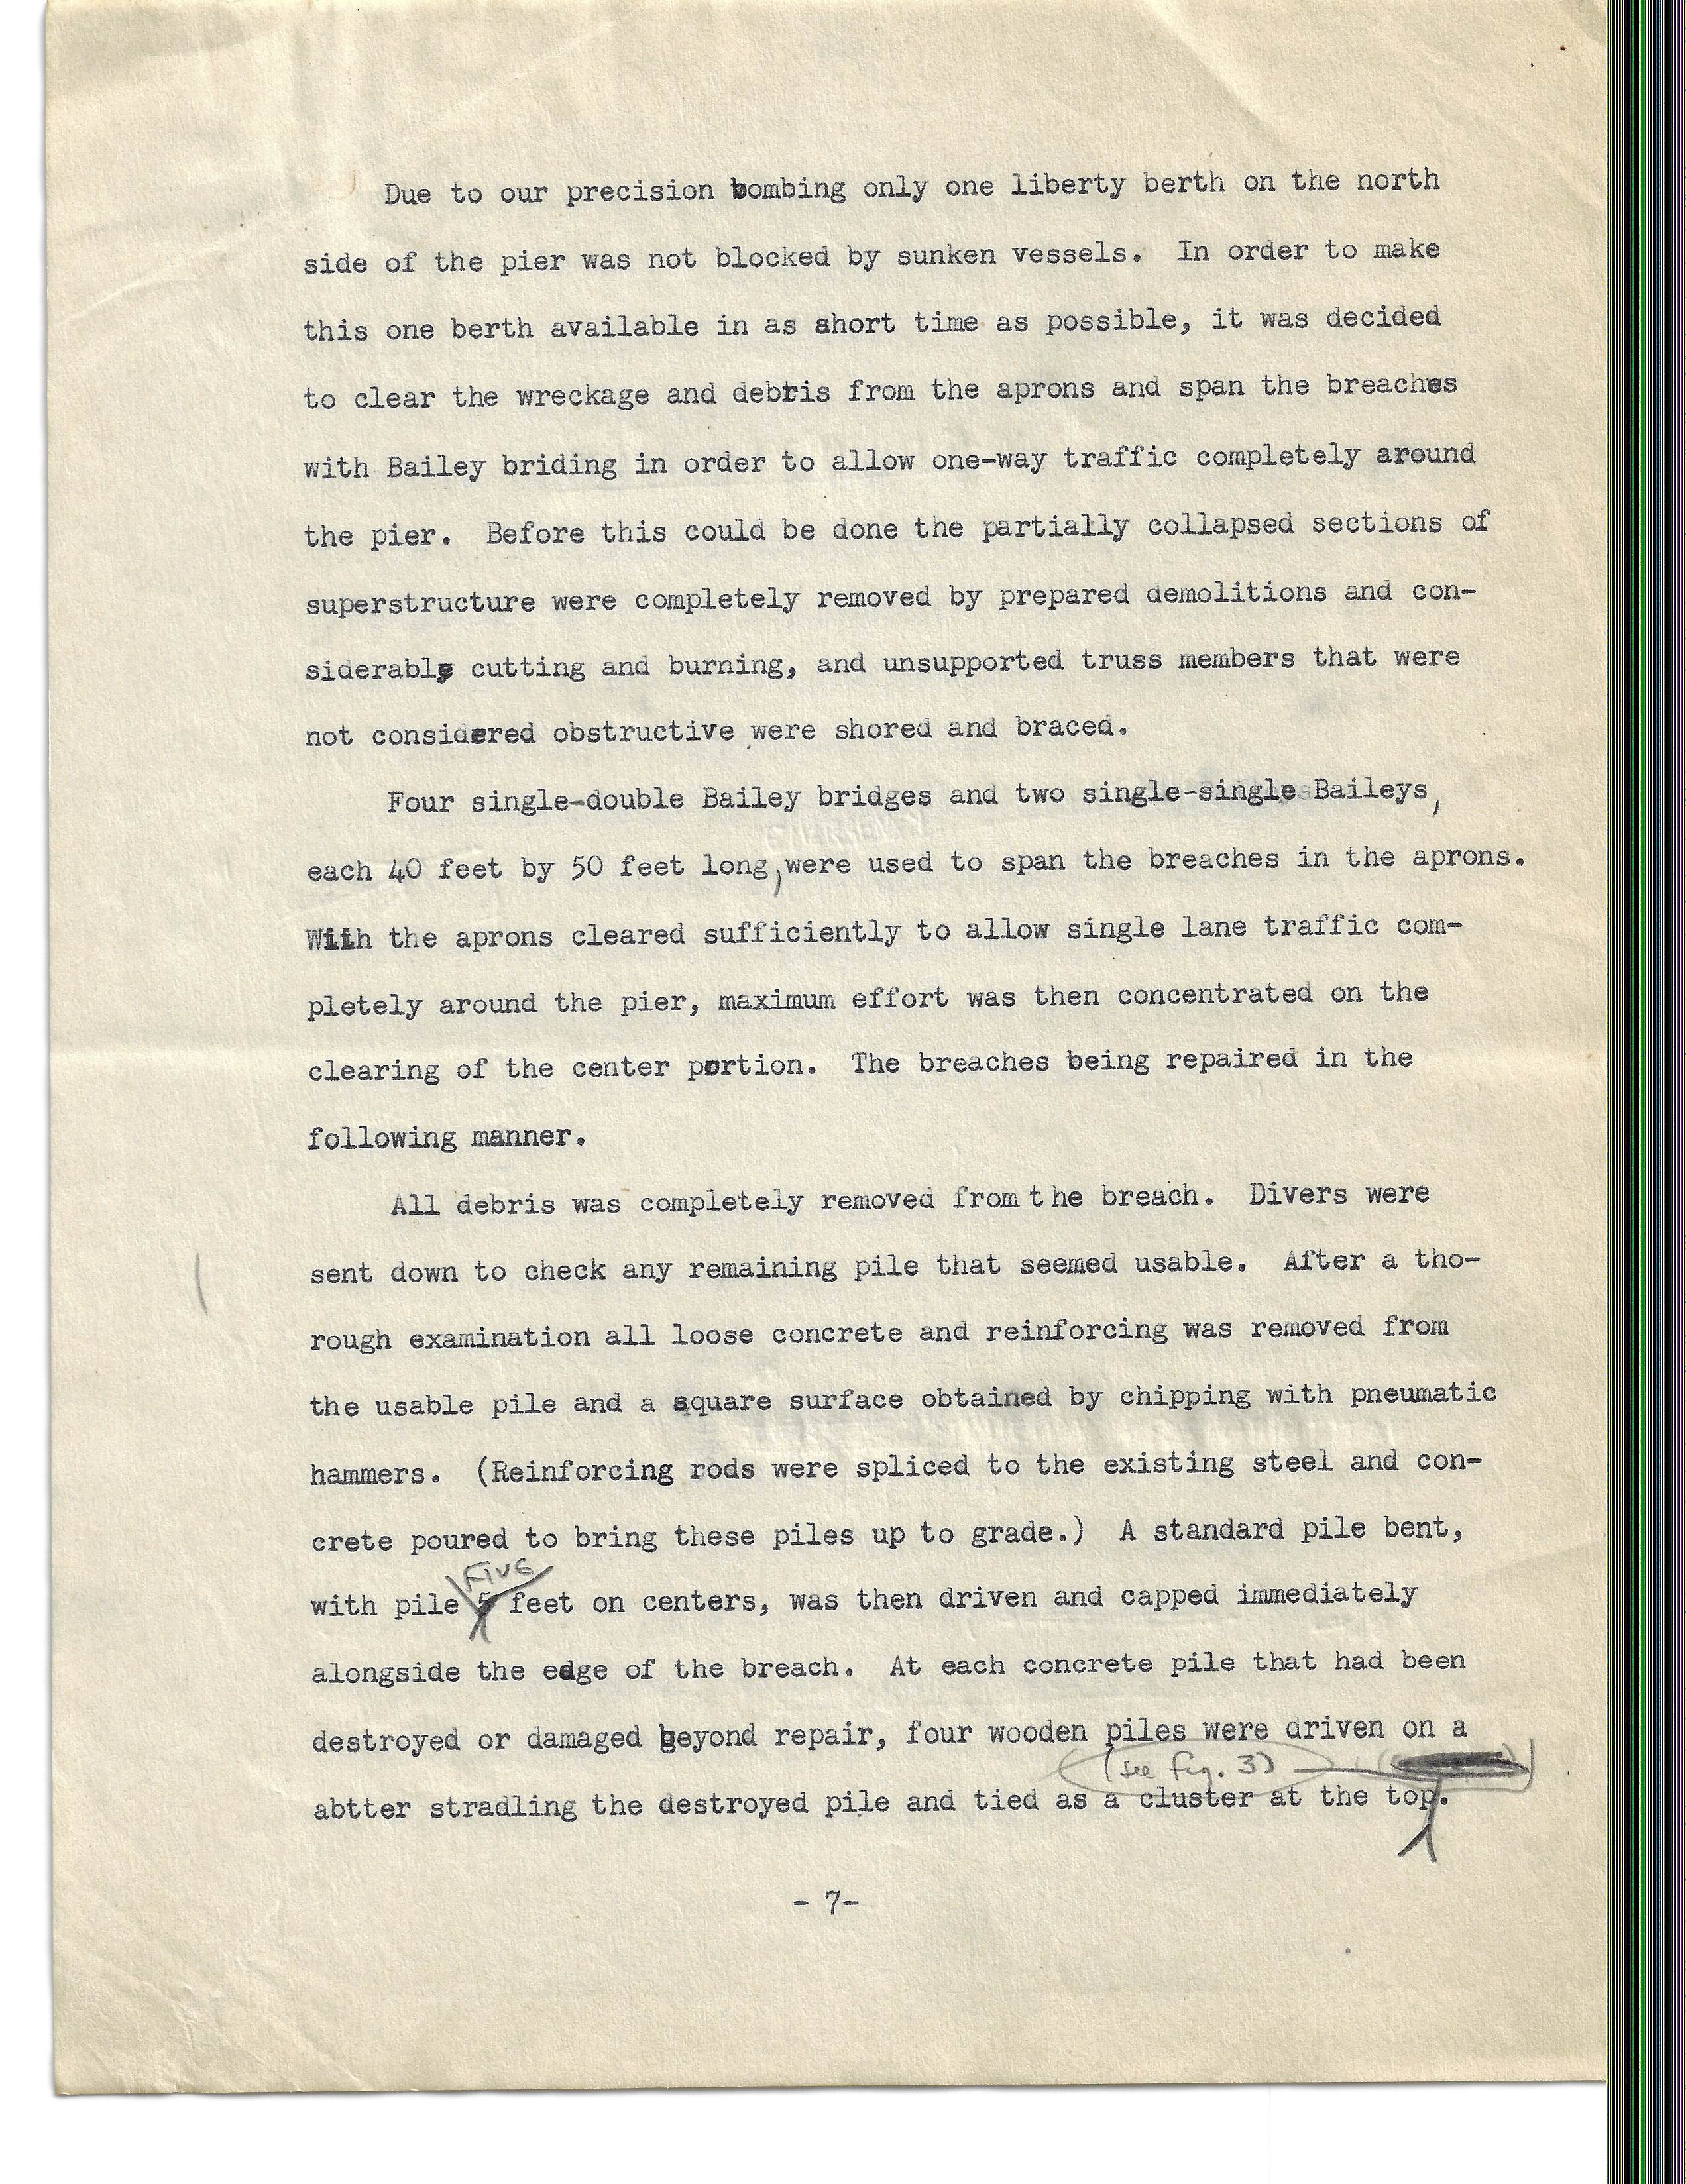 Due to our precision bombing only one liberty berth on the north
side of the pier was not blocked by sunken vessels. In order to make
this one berth available in as short time as possible, it was decided
to clear the wreckage and debris from the aprons and span the breaches
with Bailey briding in order to allow one-way traffic completely around
the pier. Before this could be done the partially collapsed sections of
superstructure were completely removed by prepared demolitions and con-
siderable cutting and burning, and unsupported truss members that were
not considered obstructive were shored and braced.
Four single-double Bailey bridges and two single-single Baileys,
each 40 feet by 50 feet long, were used to span the breaches in the aprons.
With the aprons cleared sufficiently to allow single lane traffic com-
pletely around the pier, maximum effort was then concentrated on the
clearing of the center portion. The breaches being repaired in the
following manner.
All debris was completely removed from the breach. Divers were
sent down to check any remaining pile that seemed usable. After a tho-
rough examination all loose concrete and reinforcing was removed from
the usable pile and a square surface obtained by chipping with pneumatic
hammers. (Reinforcing rods were spliced to the existing steel and con-
crete poured to bring these piles up to grade.) A standard pile bent,
FIVE
with pile 5 feet on centers, was then driven and capped immediately
alongside the edge of the breach. At each concrete pile that had been
destroyed or damaged beyond repair, four wooden piles were driven on a
(see fig. 3)
abtter stradling the destroyed pile and tied as a cluster at the top.
- 7-